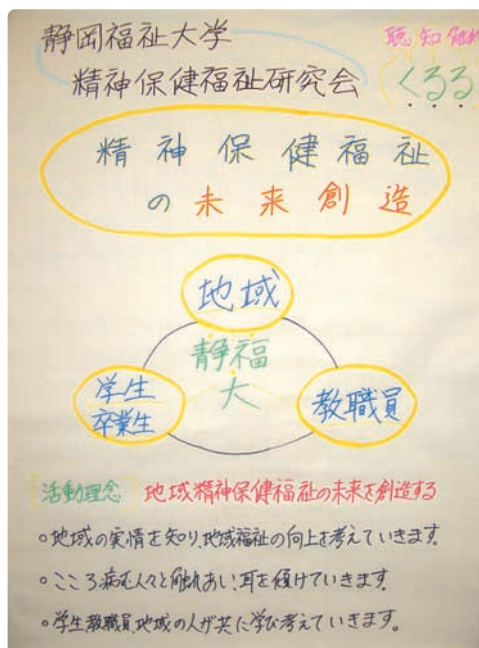 静岡福祉大学
精神保健福祉研究会
聴 知 触れ
くるる
精神保健福祉
の未来創造
地域
静福
大
学生
卒業生
教職員
活動理念 地域精神保健福祉の未来を創造する
○地域の実情を知り、地域福祉の向上を考えていきます。
○こころ病む人々と触れあい、耳を傾けていきます。
○学生教職員、地域の人が共に学び考えていきます。